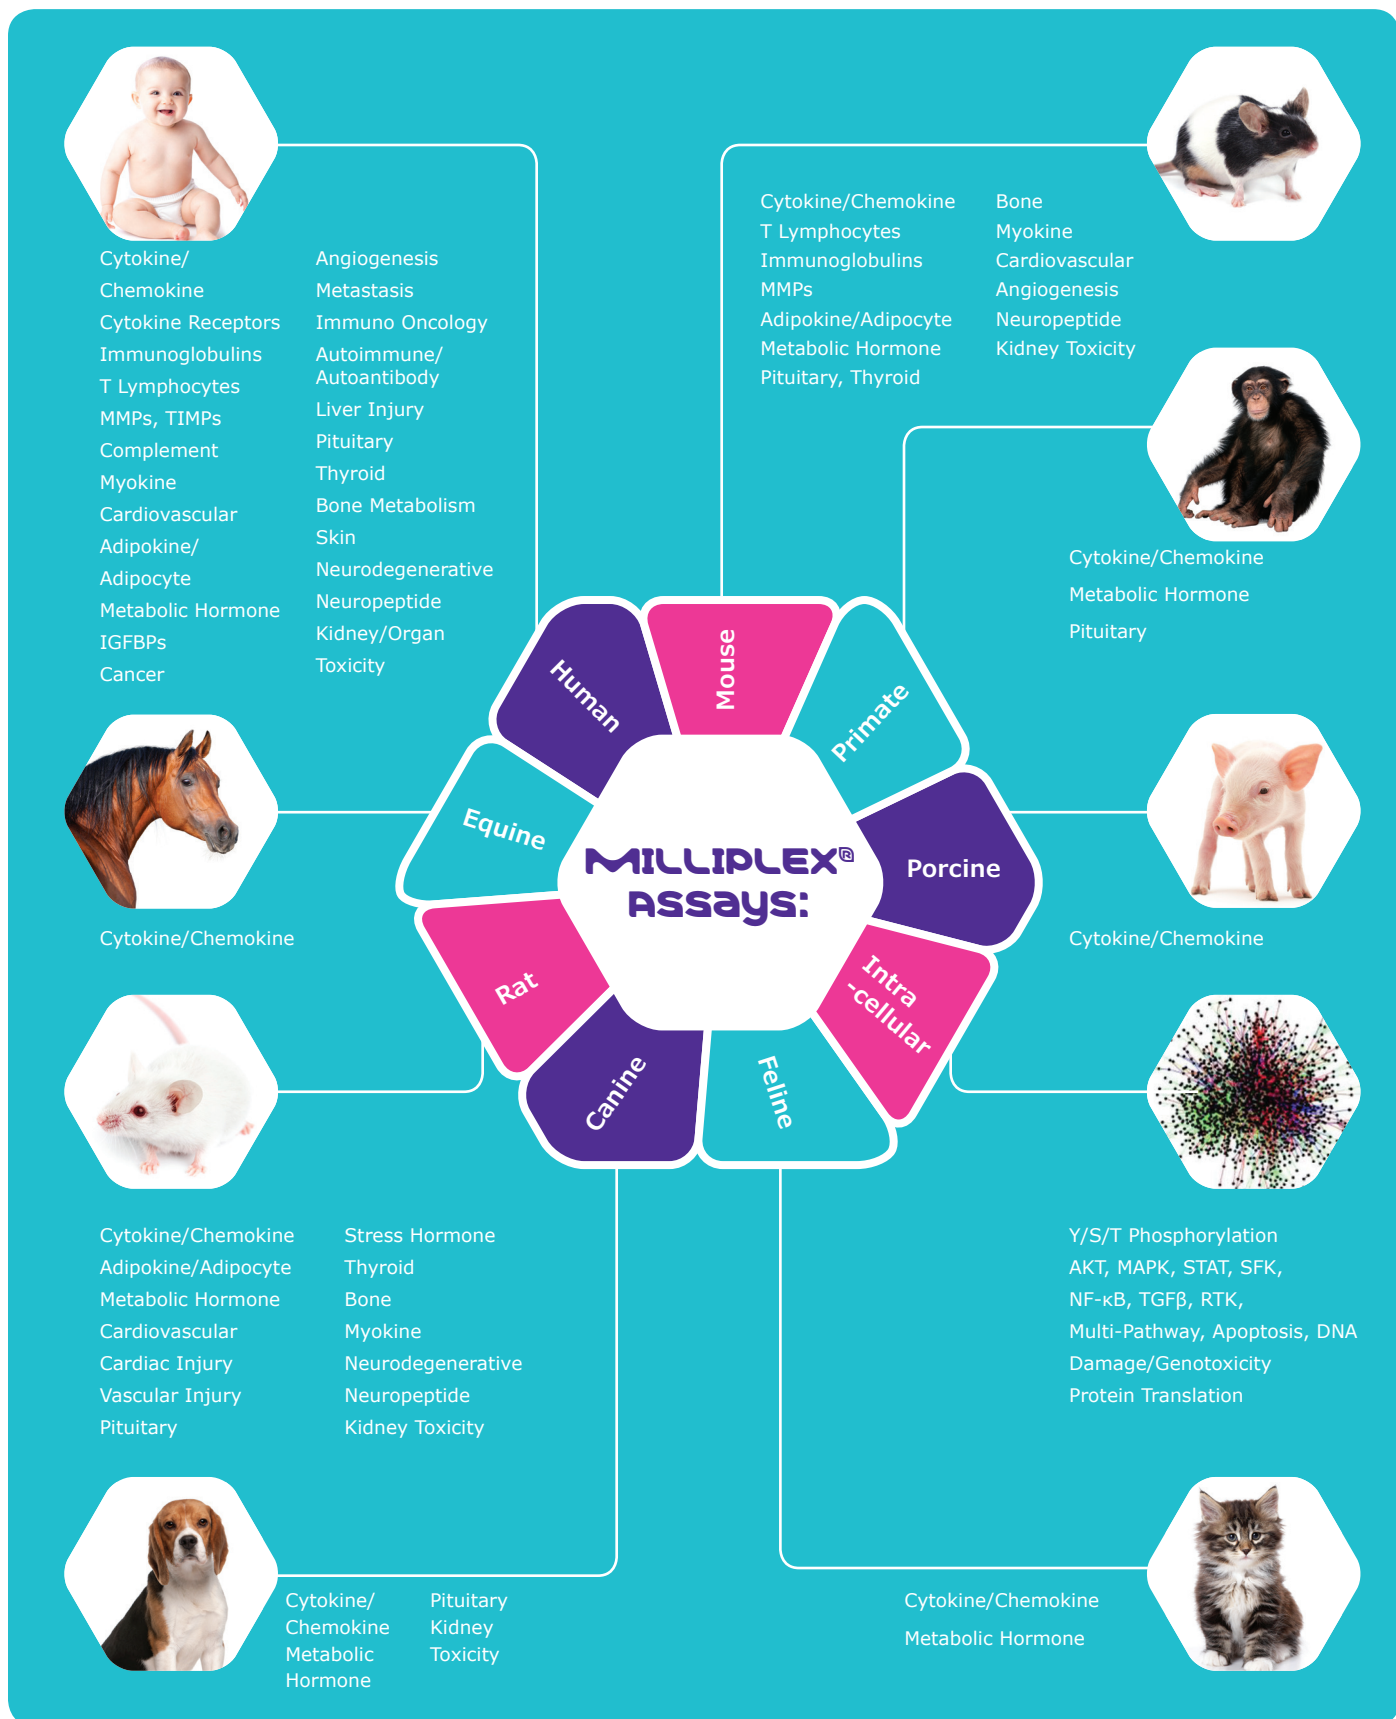 Cytokine/
Chemokine
Cytokine Receptors
Immunoglobulins
T Lymphocytes
MMPs, TIMPs
Complement
Myokine
Cardiovascular
Adipokine/
Adipocyte
Metabolic Hormone
IGFBPs
Cancer
Angiogenesis
Metastasis
Immuno Oncology
Autoimmune/
Autoantibody
Liver Injury
Pituitary
Thyroid
Bone Metabolism
Skin
Neurodegenerative
Neuropeptide
Kidney/Organ
Toxicity
Cytokine/Chemokine
T Lymphocytes
Immunoglobulins
MMPs
Adipokine/Adipocyte
Metabolic Hormone
Pituitary, Thyroid
Bone
Myokine
Cardiovascular
Angiogenesis
Neuropeptide
Kidney Toxicity
Cytokine/Chemokine
Metabolic Hormone
Pituitary
Human
Mouse
Primate
Equine
Porcine
MILLIPLEX®
Assays:
Rat
Intra
-cellular
Canine
Feline
Cytokine/Chemokine
Cytokine/Chemokine
Cytokine/Chemokine
Adipokine/Adipocyte
Metabolic Hormone
Cardiovascular
Cardiac Injury
Vascular Injury
Pituitary
Stress Hormone
Thyroid
Bone
Myokine
Neurodegenerative
Neuropeptide
Kidney Toxicity
Y/S/T Phosphorylation
AKT, MAPK, STAT, SFK,
NF-κB, TGFβ, RTK,
Multi-Pathway, Apoptosis, DNA
Damage/Genotoxicity
Protein Translation
Cytokine/
Chemokine
Metabolic
Hormone
Pituitary
Kidney
Toxicity
Cytokine/Chemokine
Metabolic Hormone